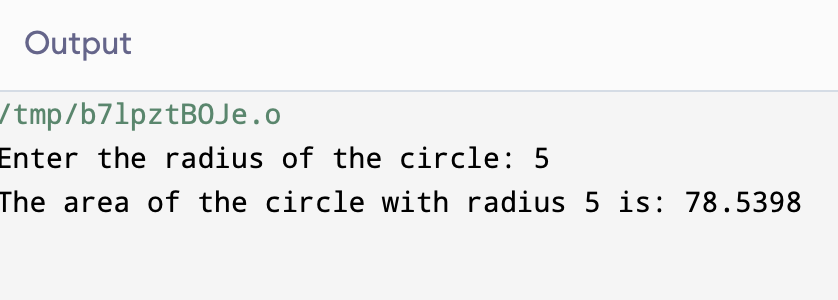 Output
/tmp/b7lpztBOJe.o
Enter the radius of the circle: 5
The area of the circle with radius 5 is: 78.5398